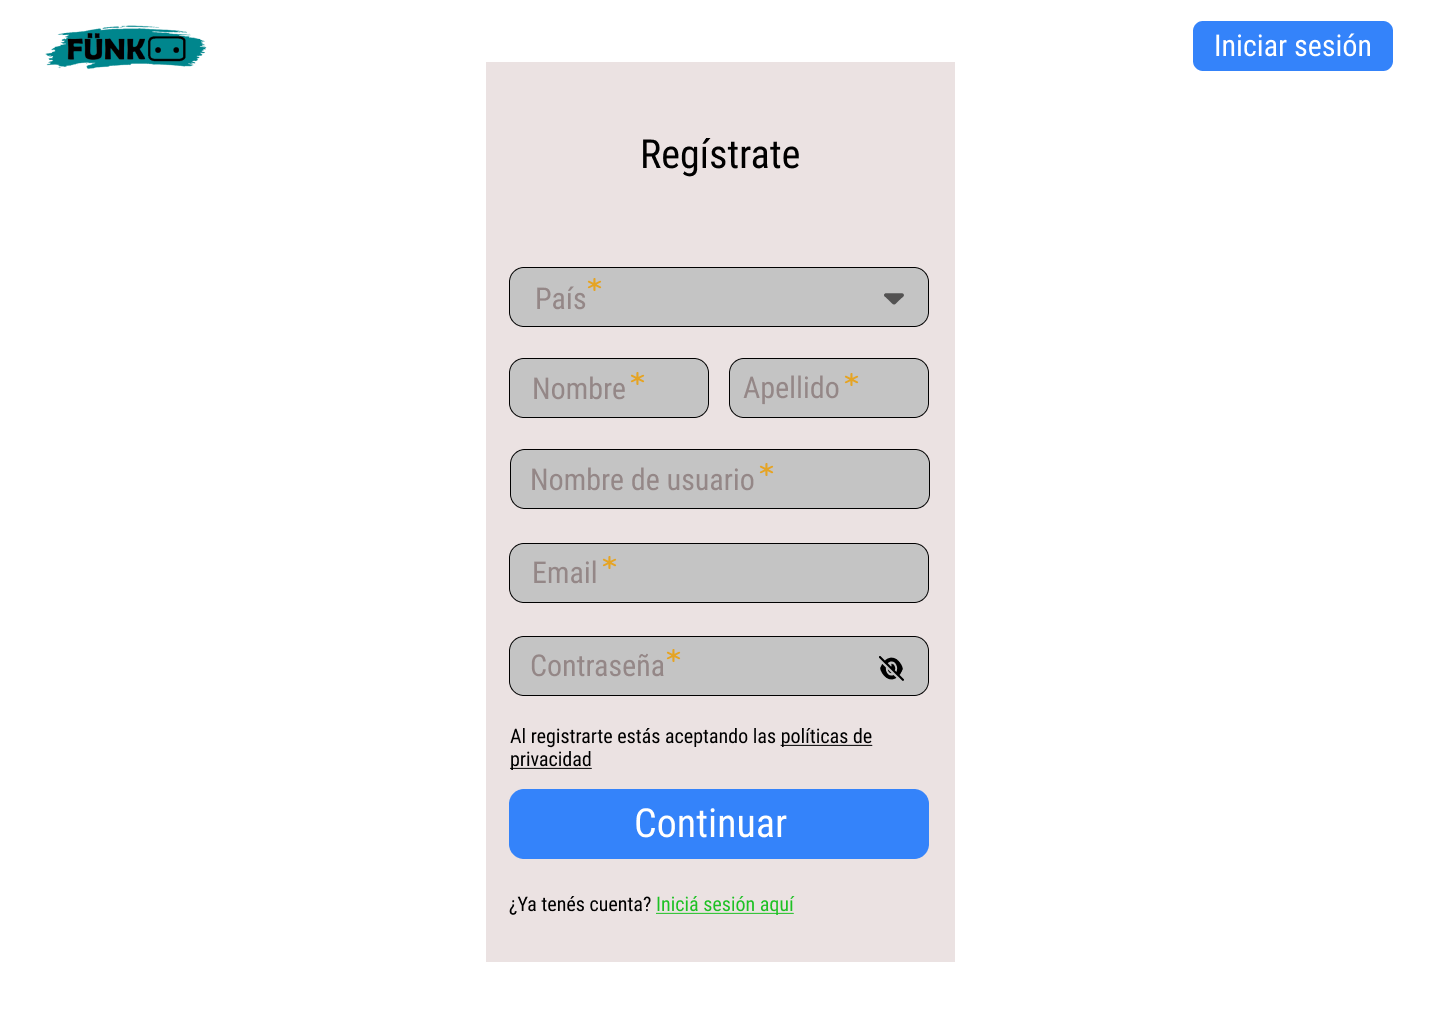 FÜNK
Iniciar sesión
Regístrate
País*
Nombre *
Apellido *
Nombre de usuario *
Email *
Contraseña*
Al registrarte estás aceptando las políticas de
privacidad
Continuar
¿Ya tenés cuenta? Iniciá sesión aquí